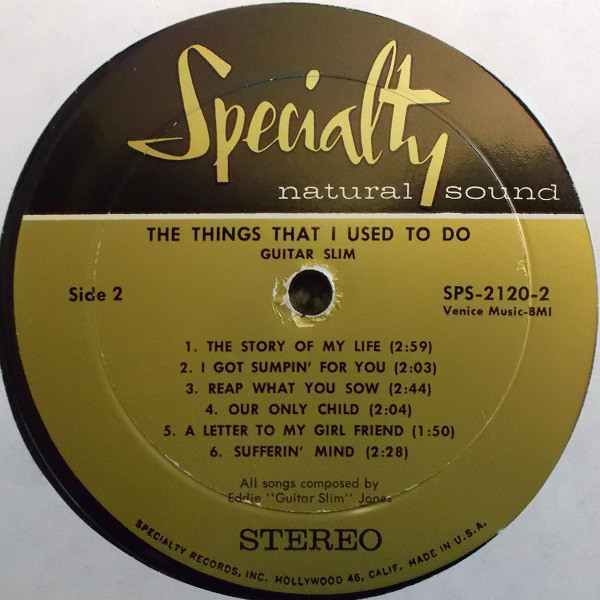 Specialty
natural sound
THE THINGS THAT I USED TO DO
GUITAR SLIM
Side 2
SPS-2120-2
Venice Music-BMI
1. THE STORY OF MY LIFE (2:59)
2. I GOT SUMPIN' FOR YOU (2:03)
3. REAP WHAT YOU SOW (2:44)
4. OUR ONLY CHILD (2:04)
5. A LETTER TO MY GIRL FRIEND (1:50)
6. SUFFERIN' MIND (2:28)
All songs composed by
Eddie "Guitar Slim" Jones
STEREO
SPECIALTY RECORDS, INC. HOLLYWOOD 46, CALIF. MADE IN U.S.A.